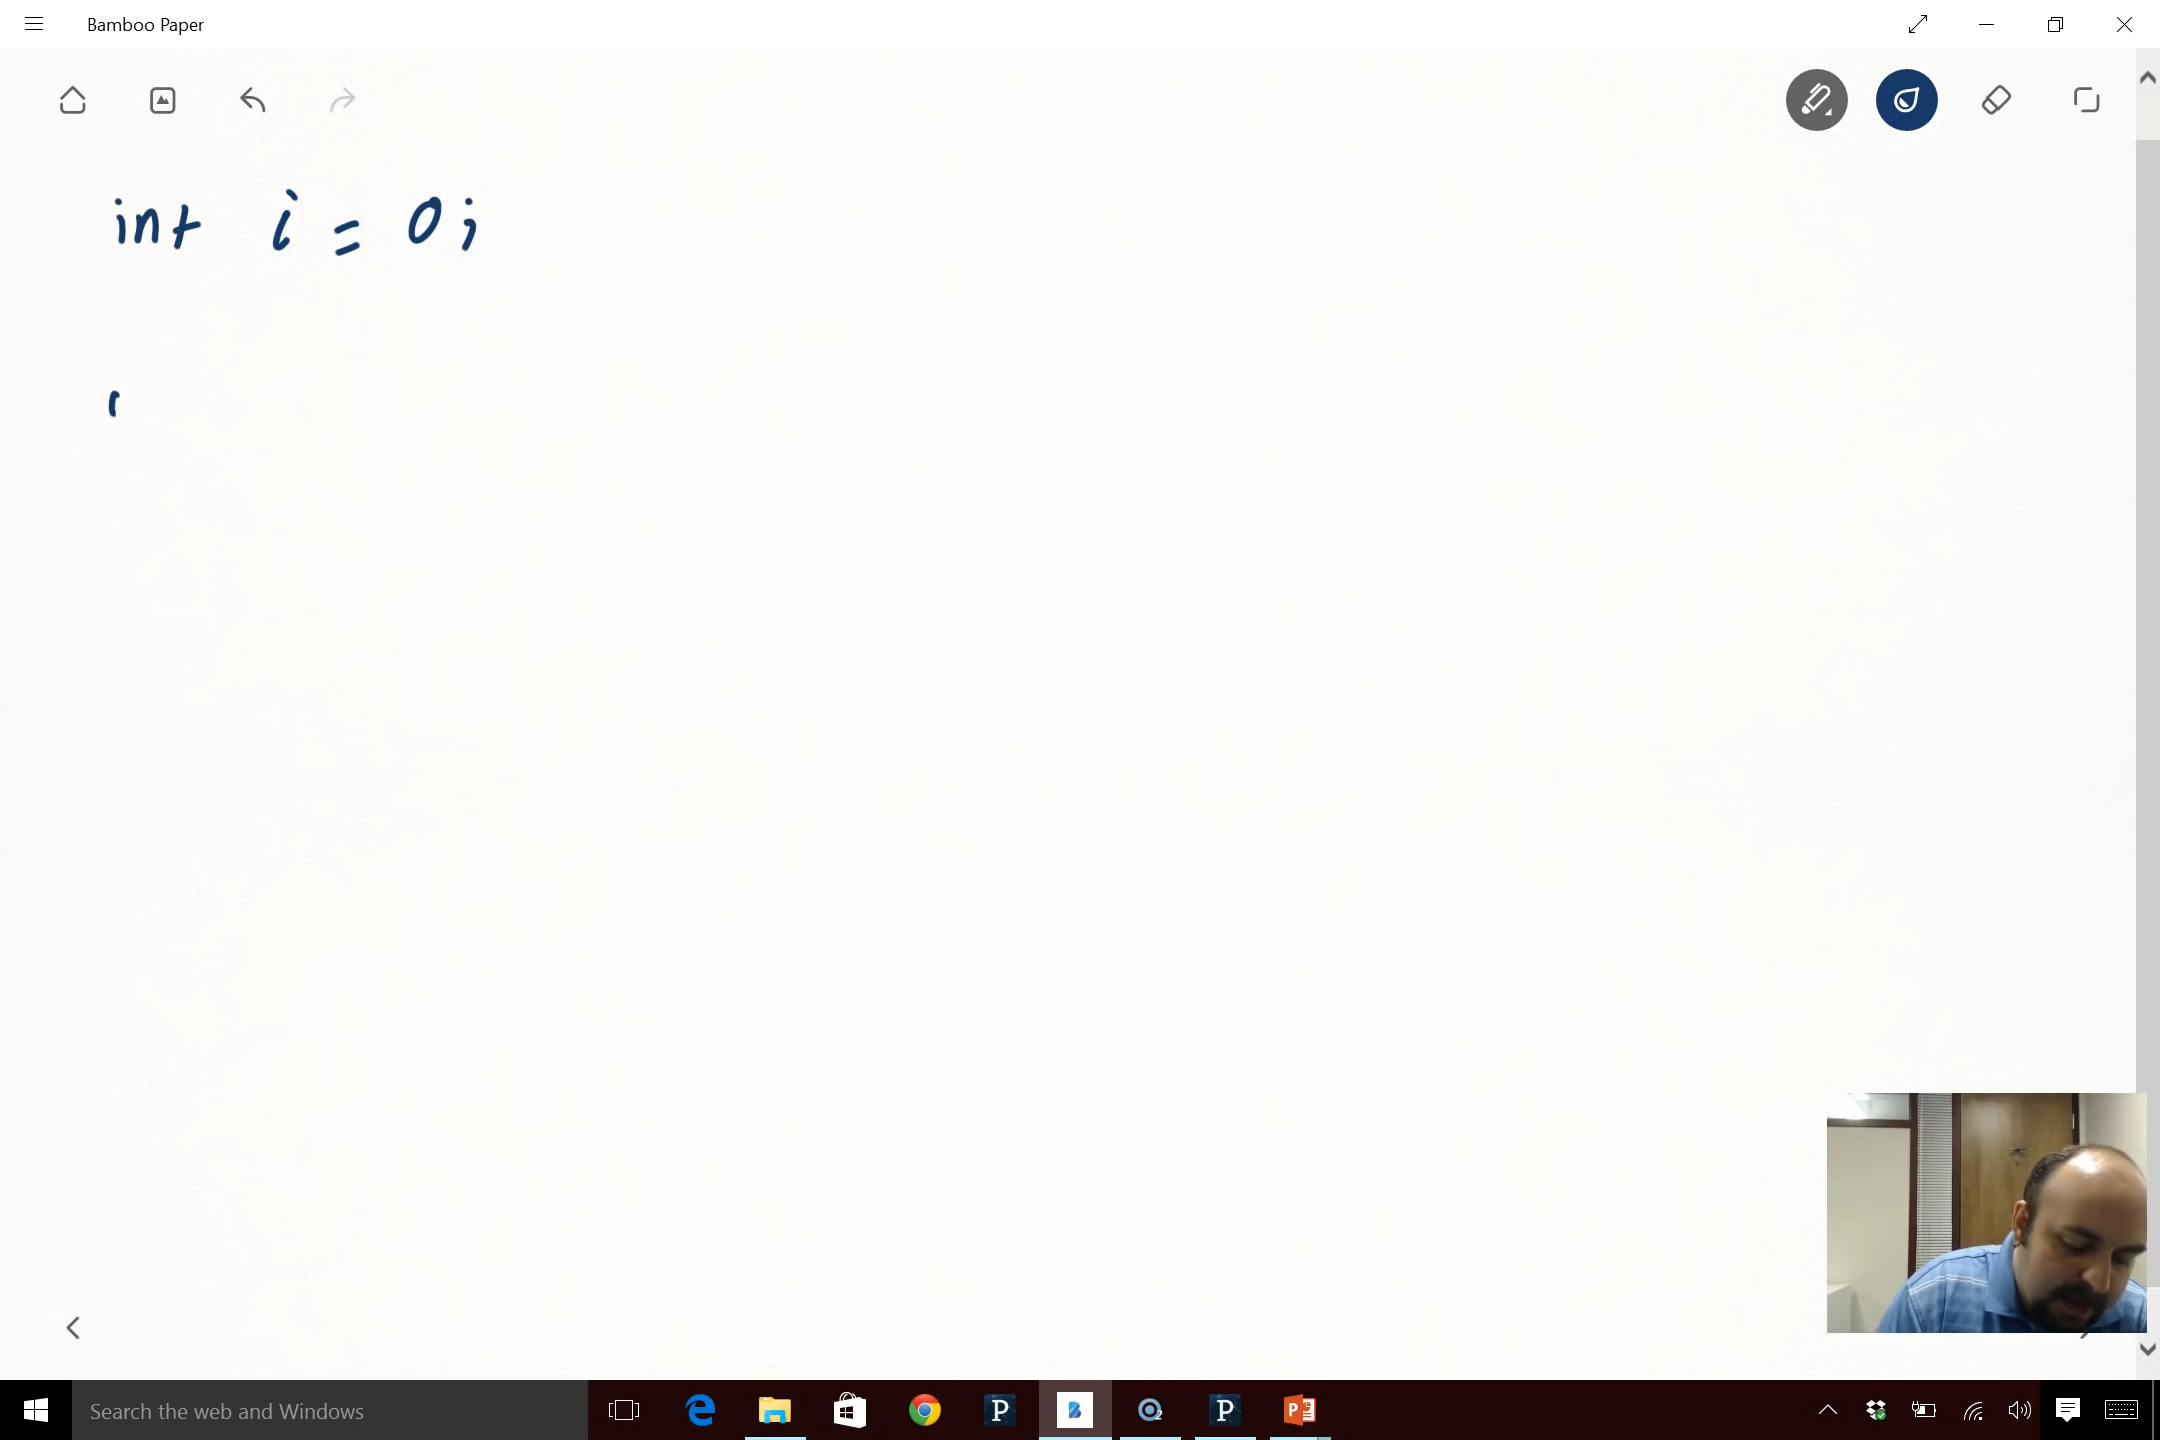 Bamboo Paper
int i = 0;
Search the web and Windows